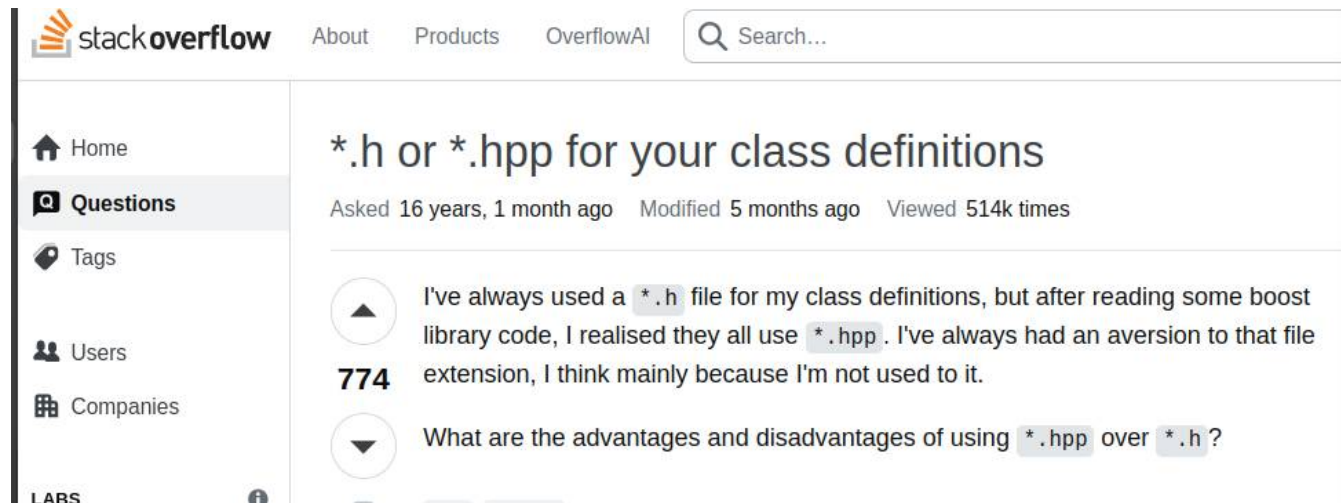 stackoverflow About Products OverflowAI Search...
Home
Questions
Tags
Users
Companies
LABS
*.h or *.hpp for your class definitions
Asked 16 years, 1 month ago Modified 5 months ago Viewed 514k times
774
I've always used a *.h file for my class definitions, but after reading some boost
library code, I realised they all use *.hpp. I've always had an aversion to that file
extension, I think mainly because I'm not used to it.
What are the advantages and disadvantages of using *.hpp over *.h?